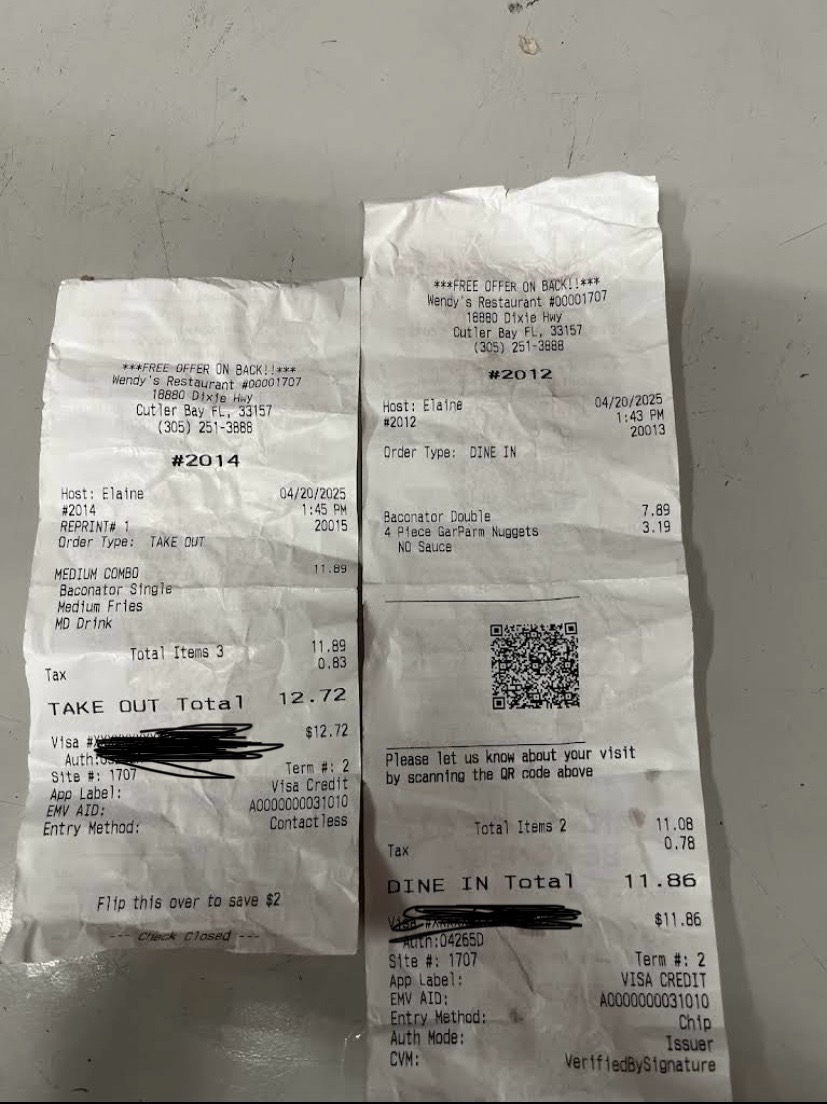 ***FREE OFFER ON BACK!!***
Wendy's Restaurant #00001707
18880 Dixie Hwy
Cutler Bay FL, 33157
(305) 251-3888
#2014
Host: Elaine 04/20/2025
#2014 1:45 PM
REPRINT# 1 20015
Order Type: TAKE OUT
MEDIUM COMBO 11.89
Baconator Single
Medium Fries
MD Drink
Total Items 3 11.89
Tax 0.83
TAKE OUT Total 12.72
Visa # $12.72
Auth:
Site #: 1707 Term #: 2
App Label: Visa Credit
EMV AID: A0000000031010
Entry Method: Contactless
Flip this over to save $2
--- Check Closed ---
***FREE OFFER ON BACK!!***
Wendy's Restaurant #00001707
18880 Dixie Hwy
Cutler Bay FL, 33157
(305) 251-3888
#2012
Host: Elaine 04/20/2025
#2012 1:43 PM
20013
Order Type: DINE IN
Baconator Double 7.89
4 Piece GarParm Nuggets 3.19
NO Sauce
Please let us know about your visit
by scanning the QR code above
Total Items 2 11.08
Tax 0.78
DINE IN Total 11.86
Visa # $11.86
Auth:04265D
Site #: 1707 Term #: 2
App Label: VISA CREDIT
EMV AID: A0000000031010
Entry Method: Chip
Auth Mode: Issuer
CVM: VerifiedBySignature